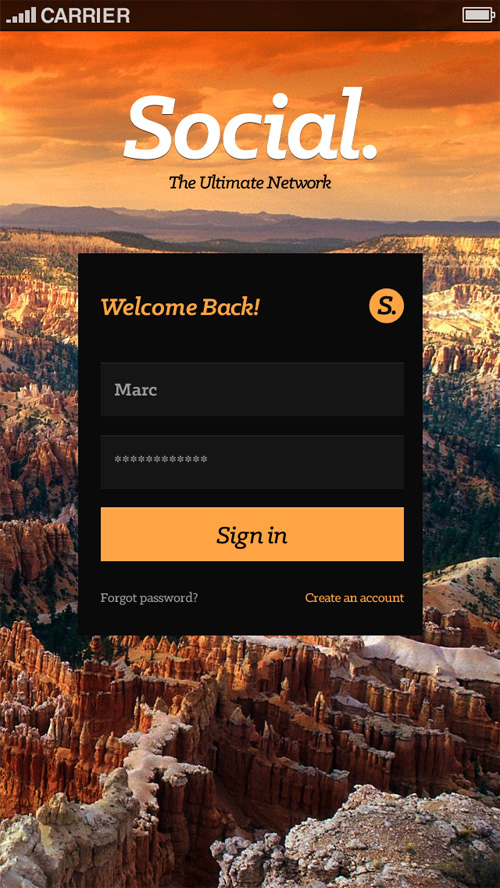 CARRIER
Social.
The Ultimate Network
Welcome Back!
S.
Marc
************
Sign in
Forgot password?
Create an account